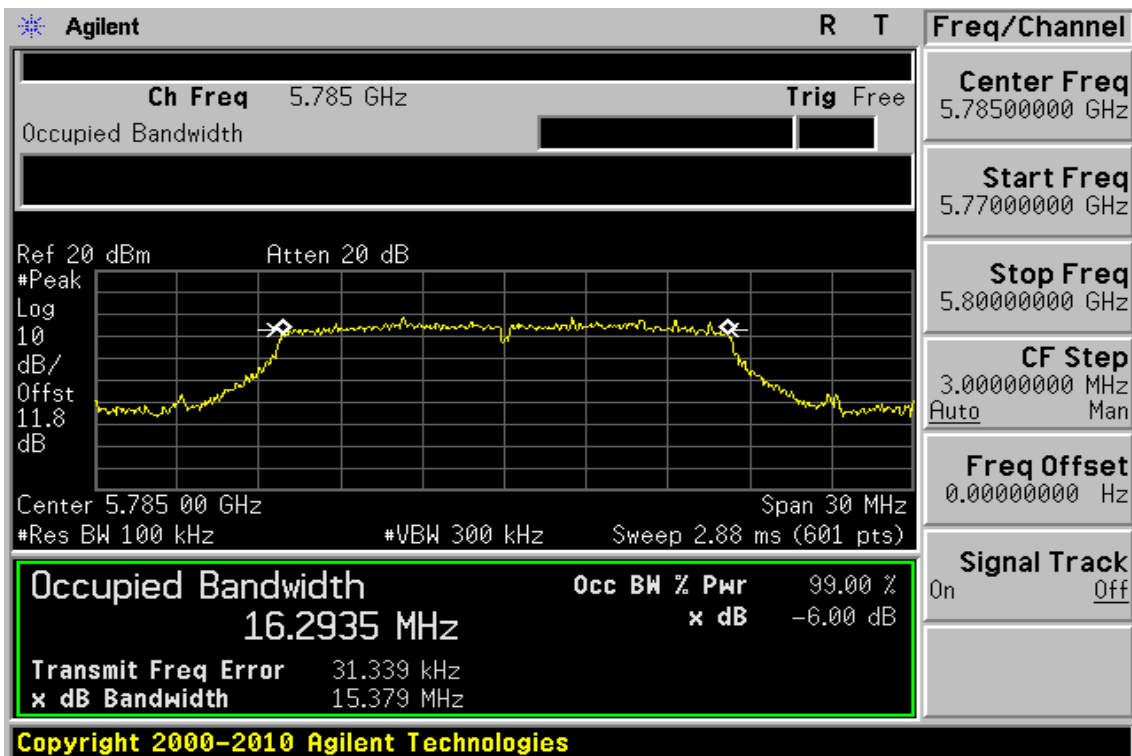 Agilent R T
Freq/Channel
Ch Freq 5.785 GHz Trig Free
Occupied Bandwidth
Center Freq
5.78500000 GHz
Start Freq
5.77000000 GHz
Stop Freq
5.80000000 GHz
CF Step
3.00000000 MHz
Auto Man
Freq Offset
0.00000000 Hz
Signal Track
On Off
Ref 20 dBm Atten 20 dB
#Peak
Log
10
dB/
Offst
11.8
dB
Center 5.785 00 GHz Span 30 MHz
#Res BW 100 kHz #VBW 300 kHz Sweep 2.88 ms (601 pts)
Occupied Bandwidth
16.2935 MHz
Occ BW % Pwr 99.00 %
x dB -6.00 dB
Transmit Freq Error 31.339 kHz
x dB Bandwidth 15.379 MHz
Copyright 2000-2010 Agilent Technologies